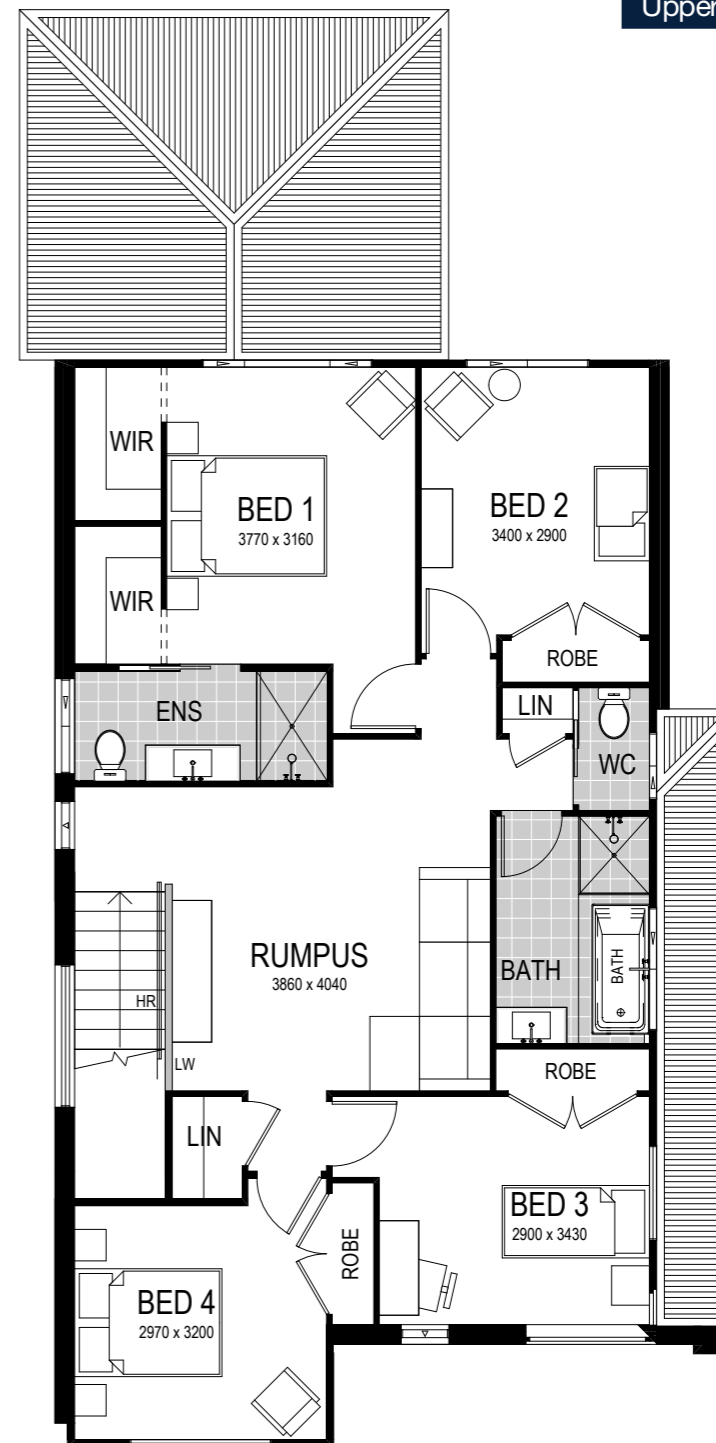 Upper
WIR
BED 1
3770 x 3160
BED 2
3400 x 2900
WIR
ROBE
ENS
LIN
WC
RUMPUS
3860 x 4040
BATH
BATH
HR
LW
ROBE
LIN
BED 3
2900 x 3430
ROBE
BED 4
2970 x 3200